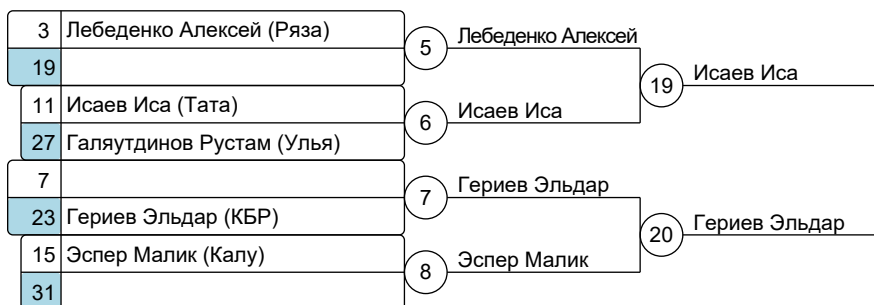 3 Лебеденко Алексей (Ряза)
19
11 Исаев Иса (Тата)
27 Галяутдинов Рустам (Улья)
7
23 Гериев Эльдар (КБР)
15 Эспер Малик (Калу)
31
5 Лебеденко Алексей
6 Исаев Иса
7 Гериев Эльдар
8 Эспер Малик
19 Исаев Иса
20 Гериев Эльдар